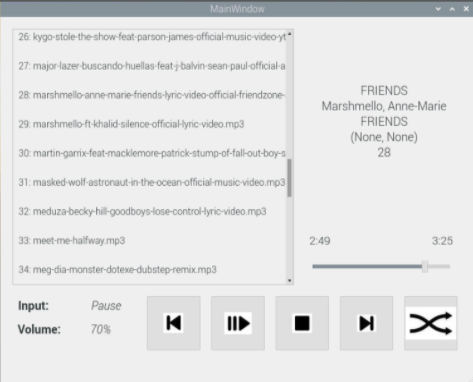 MainWindow
26: kygo-stole-the-show-feat-parson-james-official-music-video-yt
27: major-lazer-buscando-huellas-feat-j-balvin-sean-paul-official-a
28: marshmello-anne-marie-friends-lyric-video-official-friendzone-
29: marshmello-ft-khalid-silence-official-lyric-video.mp3
30: martin-garrix-feat-macklemore-patrick-stump-of-fall-out-boy-s
31: masked-wolf-astronaut-in-the-ocean-official-music-video.mp3
32: meduza-becky-hill-goodboys-lose-control-lyric-video.mp3
33: meet-me-halfway.mp3
34: meg-dia-monster-dotexe-dubstep-remix.mp3
FRIENDS
Marshmello, Anne-Marie
FRIENDS
(None, None)
28
2:49 3:25
Input: Pause
Volume: 70%